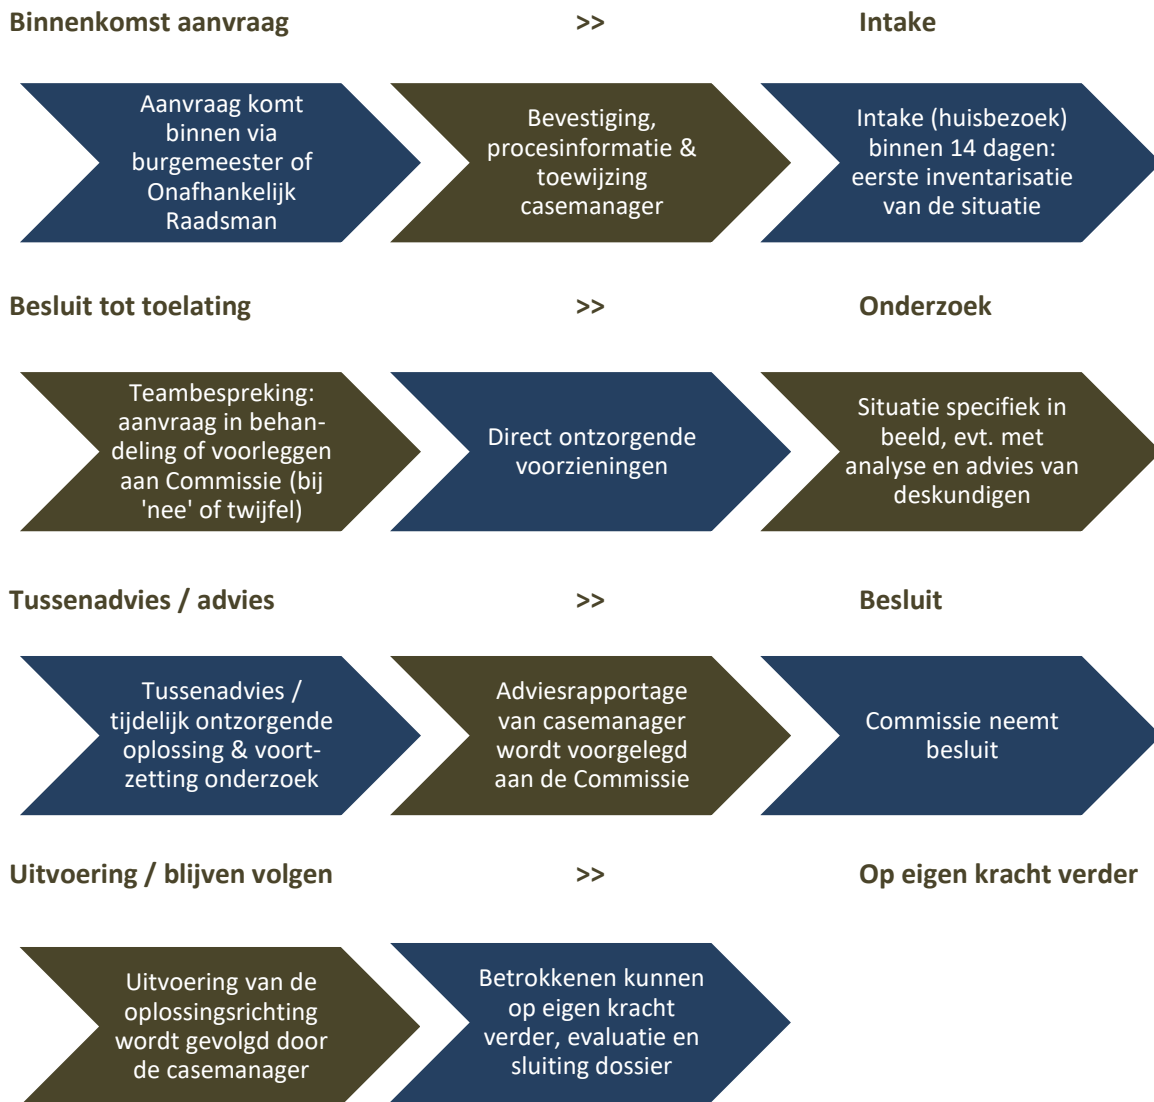 Binnenkomst aanvraag >> Intake
Aanvraag komt
binnen via
burgemeester of
Onafhankelijk
Raadsman
Bevestiging,
procesinformatie &
toewijzing
casemanager
Intake (huisbezoek)
binnen 14 dagen:
eerste inventarisatie
van de situatie
Besluit tot toelating >> Onderzoek
Teambespreking:
aanvraag in behan-
deling of voorleggen
aan Commissie (bij
'nee' of twijfel)
Direct ontzorgende
voorzieningen
Situatie specifiek in
beeld, evt. met
analyse en advies van
deskundigen
Tussenadvies / advies >> Besluit
Tussenadvies /
tijdelijk ontzorgende
oplossing & voort-
zetting onderzoek
Adviesrapportage
van casemanager
wordt voorgelegd
aan de Commissie
Commissie neemt
besluit
Uitvoering / blijven volgen >> Op eigen kracht verder
Uitvoering van de
oplossingsrichting
wordt gevolgd door
de casemanager
Betrokkenen kunnen
op eigen kracht
verder, evaluatie en
sluiting dossier